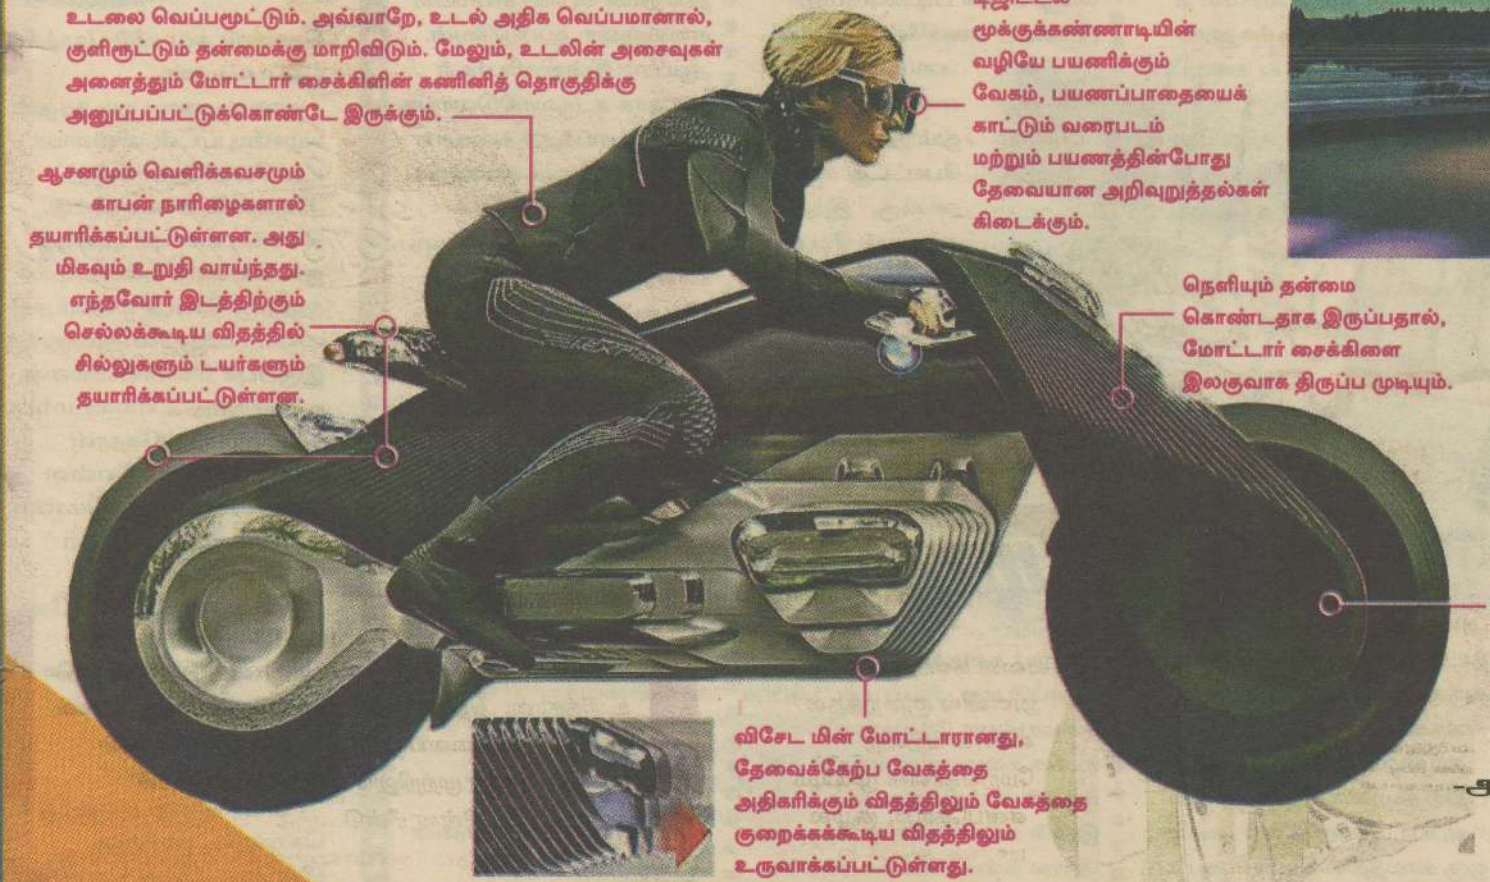 உடலை வெப்பமூட்டும். அவ்வாறே, உடல் அதிக வெப்பமானால்,
குளிரூட்டும் தன்மைக்கு மாறிவிடும். மேலும், உடலின் அசைவுகள்
அனைத்தும் மோட்டார் சைக்கிளின் கணினித் தொகுதிக்கு
அனுப்பப்பட்டுக்கொண்டே இருக்கும்.
ஆசனமும் வெளிக்கவசமும்
காபன் நாரிழைகளால்
தயாரிக்கப்பட்டுள்ளன. அது
மிகவும் உறுதி வாய்ந்தது.
எந்தவோர் இடத்திற்கும்
செல்லக்கூடிய விதத்தில்
சில்லுகளும் டயர்களும்
தயாரிக்கப்பட்டுள்ளன.
மூக்குக்கண்ணாடியின்
வழியே பயணிக்கும்
வேகம், பயணப்பாதையைக்
காட்டும் வரைபடம்
மற்றும் பயணத்தின்போது
தேவையான அறிவுறுத்தல்கள்
கிடைக்கும்.
நெளியும் தன்மை
கொண்டதாக இருப்பதால்,
மோட்டார் சைக்கிளை
இலகுவாக திருப்ப முடியும்.
விசேட மின் மோட்டாரானது,
தேவைக்கேற்ப வேகத்தை
அதிகரிக்கும் விதத்திலும் வேகத்தை
குறைக்கக்கூடிய விதத்திலும்
உருவாக்கப்பட்டுள்ளது.